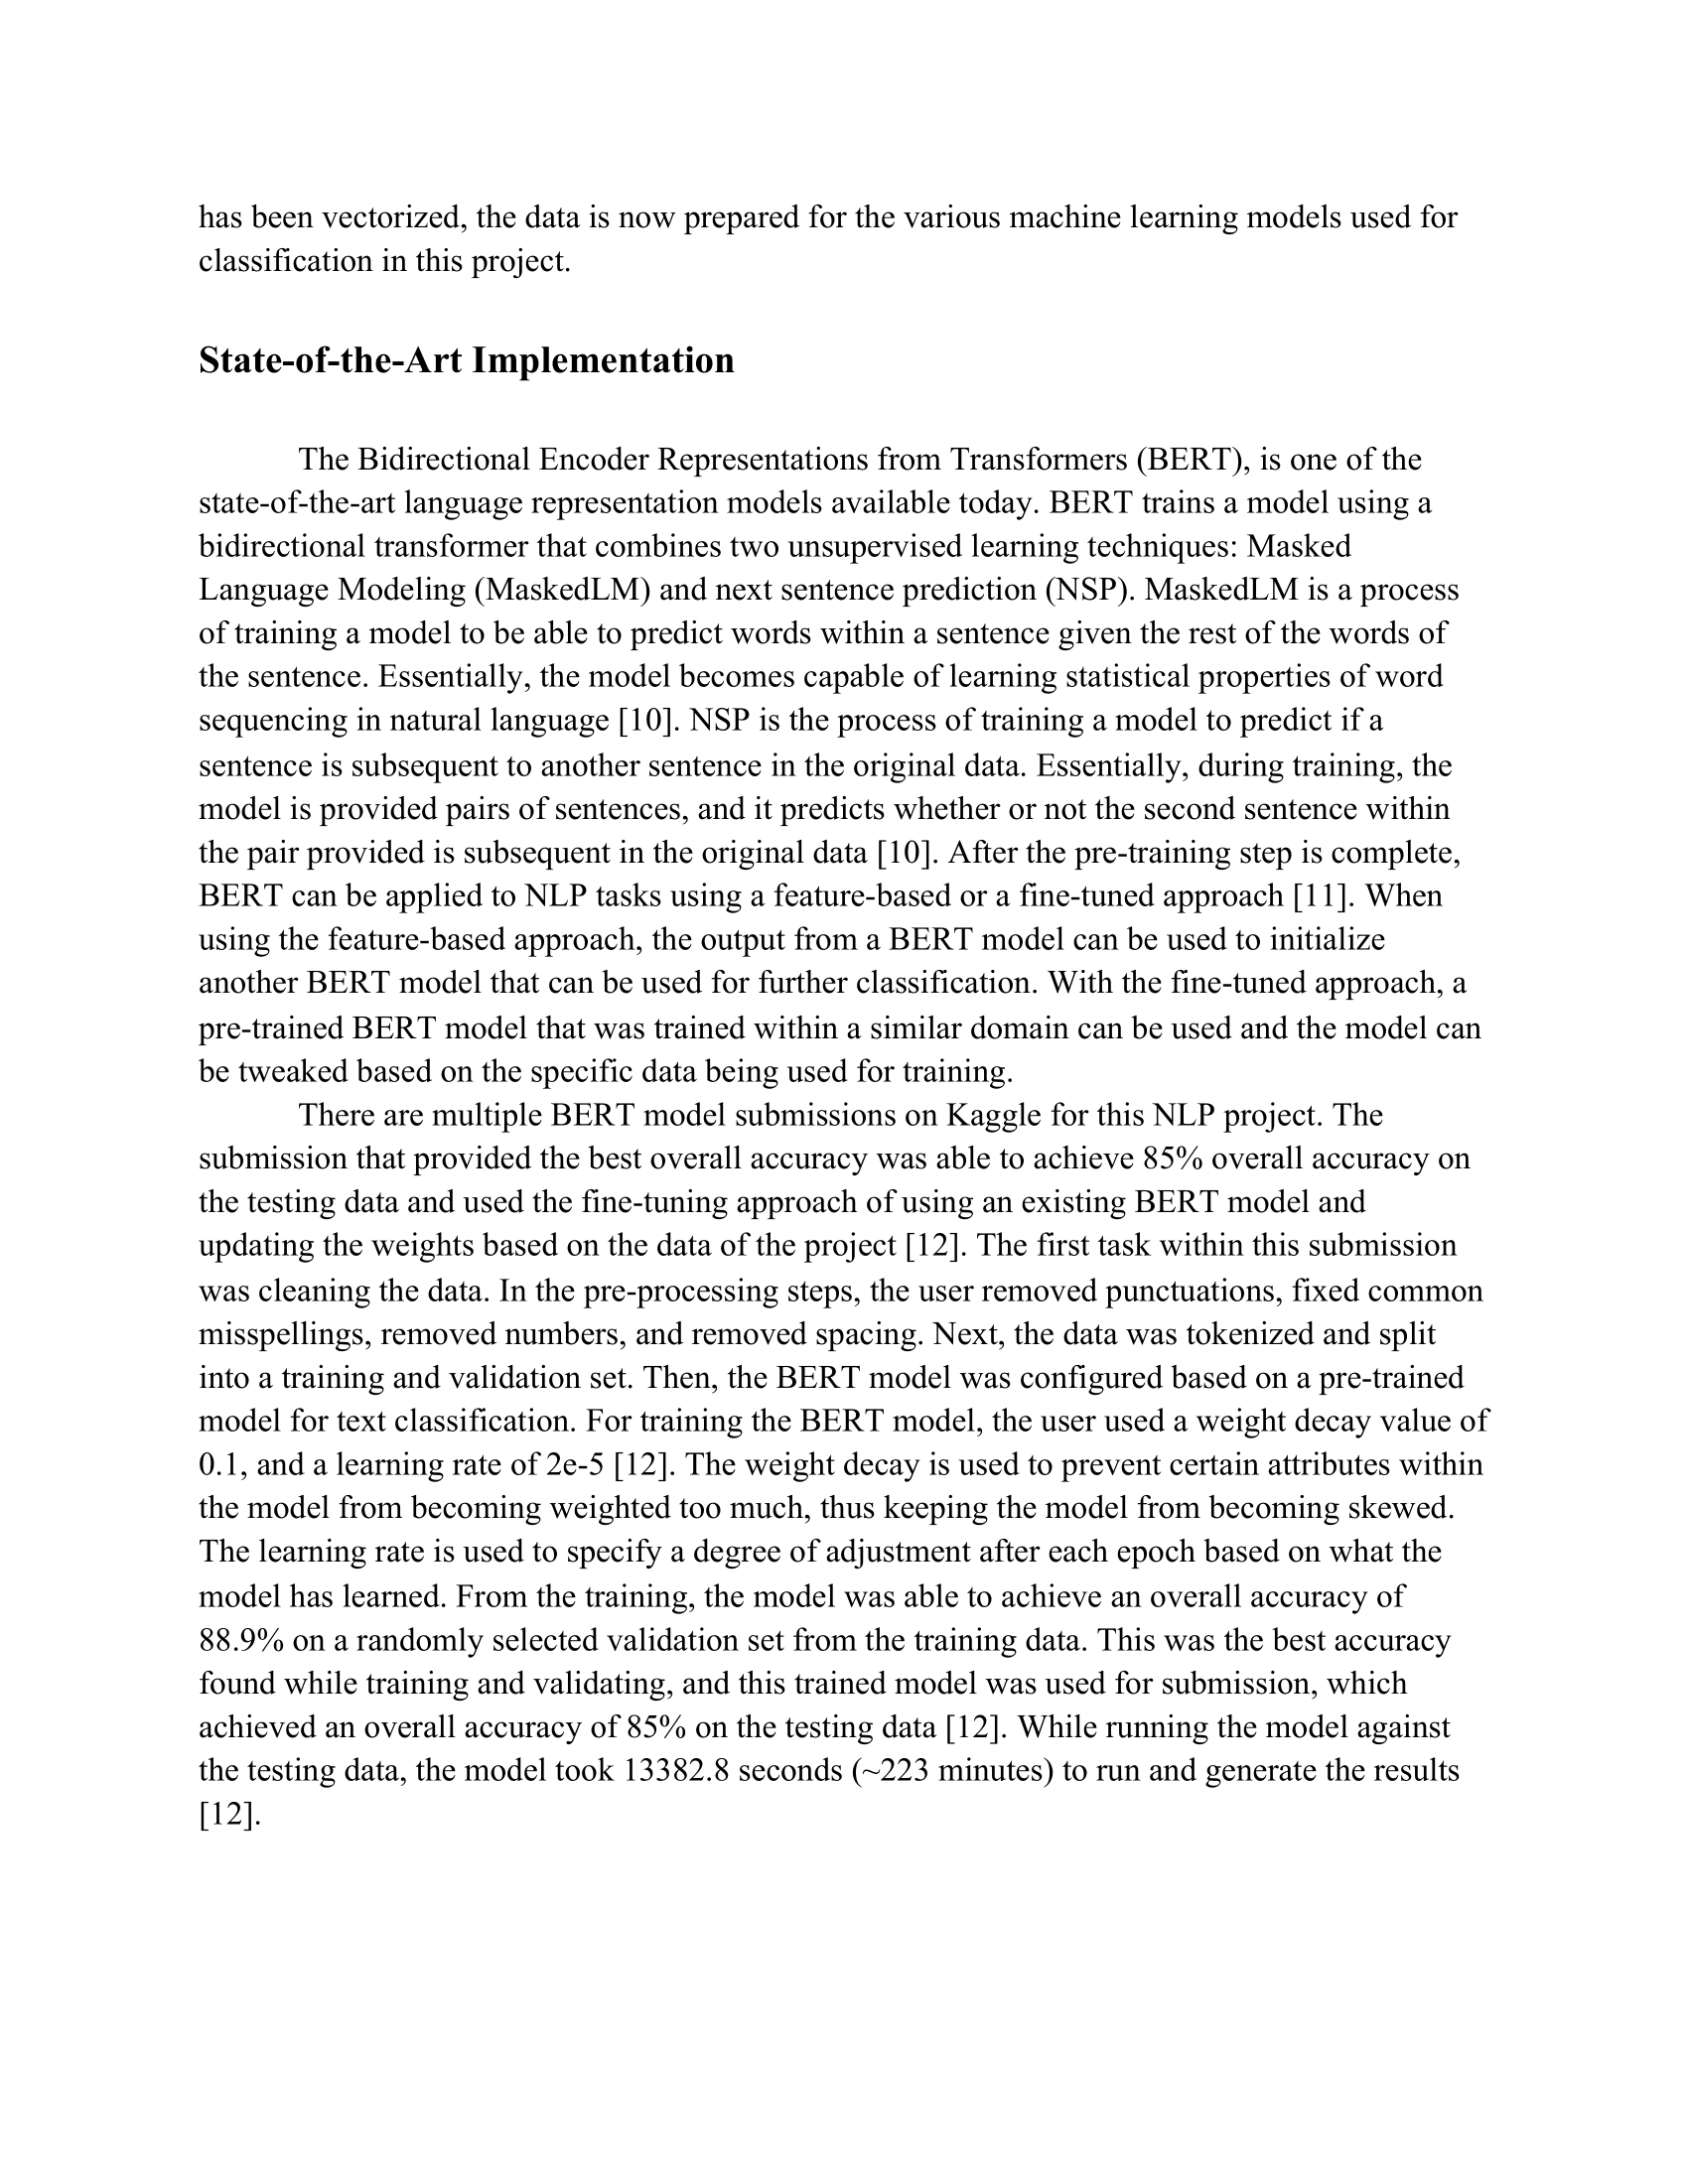 has been vectorized, the data is now prepared for the various machine learning models used for
classification in this project.
State-of-the-Art Implementation
The Bidirectional Encoder Representations from Transformers (BERT), is one of the
state-of-the-art language representation models available today. BERT trains a model using a
bidirectional transformer that combines two unsupervised learning techniques: Masked
Language Modeling (MaskedLM) and next sentence prediction (NSP). MaskedLM is a process
of training a model to be able to predict words within a sentence given the rest of the words of
the sentence. Essentially, the model becomes capable of learning statistical properties of word
sequencing in natural language [10]. NSP is the process of training a model to predict if a
sentence is subsequent to another sentence in the original data. Essentially, during training, the
model is provided pairs of sentences, and it predicts whether or not the second sentence within
the pair provided is subsequent in the original data [10]. After the pre-training step is complete,
BERT can be applied to NLP tasks using a feature-based or a fine-tuned approach [11]. When
using the feature-based approach, the output from a BERT model can be used to initialize
another BERT model that can be used for further classification. With the fine-tuned approach, a
pre-trained BERT model that was trained within a similar domain can be used and the model can
be tweaked based on the specific data being used for training.
There are multiple BERT model submissions on Kaggle for this NLP project. The
submission that provided the best overall accuracy was able to achieve 85% overall accuracy on
the testing data and used the fine-tuning approach of using an existing BERT model and
updating the weights based on the data of the project [12]. The first task within this submission
was cleaning the data. In the pre-processing steps, the user removed punctuations, fixed common
misspellings, removed numbers, and removed spacing. Next, the data was tokenized and split
into a training and validation set. Then, the BERT model was configured based on a pre-trained
model for text classification. For training the BERT model, the user used a weight decay value of
0.1, and a learning rate of 2e-5 [12]. The weight decay is used to prevent certain attributes within
the model from becoming weighted too much, thus keeping the model from becoming skewed.
The learning rate is used to specify a degree of adjustment after each epoch based on what the
model has learned. From the training, the model was able to achieve an overall accuracy of
88.9% on a randomly selected validation set from the training data. This was the best accuracy
found while training and validating, and this trained model was used for submission, which
achieved an overall accuracy of 85% on the testing data [12]. While running the model against
the testing data, the model took 13382.8 seconds (~223 minutes) to run and generate the results
[12].